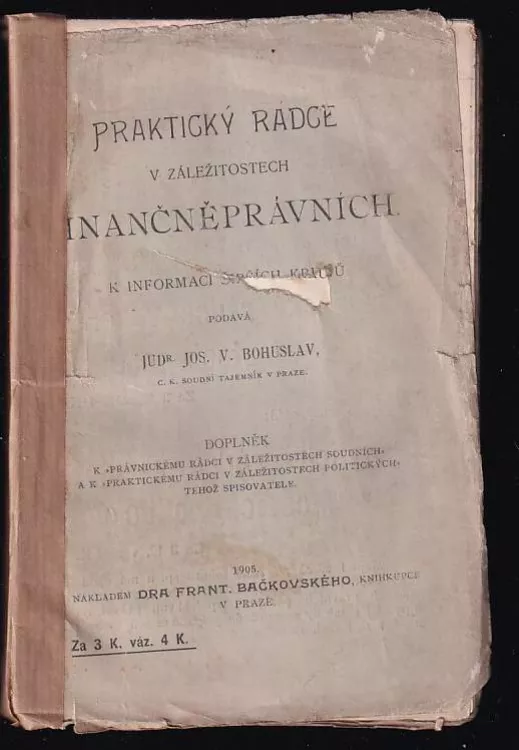 PRAKTICKÝ RÁDCE
V ZÁLEŽITOSTECH
INANČNĚPRÁVNÍCH.
K INFORMACI KRUHŮ
PODÁVÁ
JUDR. JOS. V. BOHUSLAV,
C. K. SOUDNÍ TAJEMNÍK V PRAZE.
DOPLNĚK
K »PRÁVNICKÉMU RÁDCI V ZÁLEŽITOSTECH SOUDNÍCH«
A K »PRAKTICKÉMU RÁDCI V ZÁLEŽITOSTECH POLITICKÝCH«
TÉHOŽ SPISOVATELE.
1905.
NÁKLADEM DRA FRANT. BAČKOVSKÉHO, KNIHKUPCE
V PRAZE.
Za 3 K. váz. 4 K.